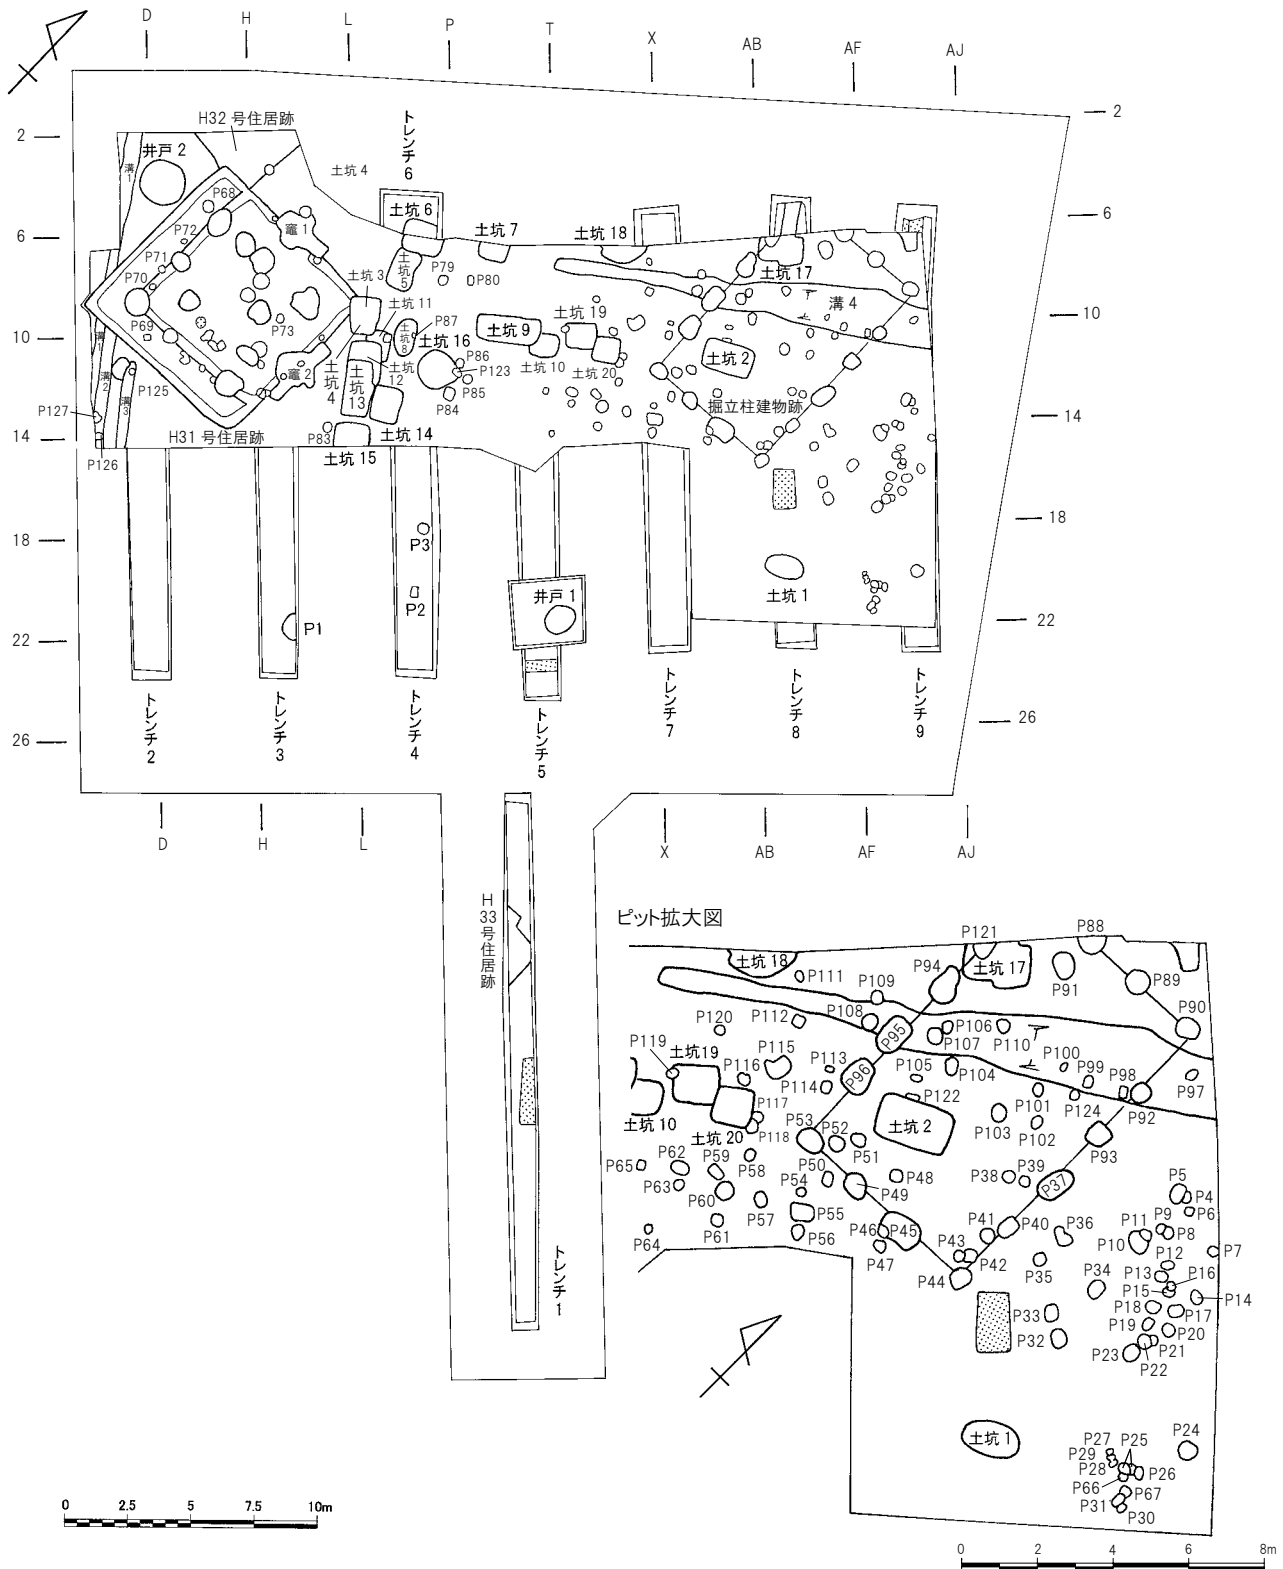 D H L P T X AB AF AJ
2
6
10
14
18
22
26
2
6
10
14
18
22
26
H32 号住居跡
井戸 2
溝1
P68
P72
P71
P70
P69
竈 1
P73
竈 2
溝1
溝2
溝3
P125
P127
P126
H31 号住居跡
土坑 4
トレンチ6
土坑 6
土坑 7
土坑 18
土坑5
P79
P80
土坑 3
土坑 11
土坑8
P87
土坑 16
土坑 9
土坑 19
土坑 10
土坑 20
P86
P123
P85
P84
土坑4
土坑12
土坑13
土坑 14
土坑 15
P83
土坑 17
溝 4
土坑 2
掘立柱建物跡
土坑 1
P3
P2
P1
井戸 1
トレンチ2
トレンチ3
トレンチ4
トレンチ5
トレンチ7
トレンチ8
トレンチ9
D H L X AB AF AJ
H33号住居跡
トレンチ1
0 2.5 5 7.5 10m
ピット拡大図
P121
P88
土坑 18
P111
P109
P94
土坑 17
P91
P89
P90
P120
P112
P108
P95
P106
P107
P110
P100
P99
P98
P97
P119
土坑19
P116
P115
P113
P114
P96
P105
P104
P122
P101
P124
P92
P117
P118
P53
P52
P51
土坑 2
P103
P102
P93
土坑 10
土坑 20
P65
P62
P59
P58
P50
P49
P48
P38
P39
P37
P5
P4
P6
P63
P60
P57
P54
P55
P56
P46
P45
P47
P64
P61
P43
P42
P41
P40
P36
P44
P35
P34
P11
P10
P9
P8
P7
P12
P13
P16
P15
P14
P18
P17
P19
P20
P21
P22
P23
P33
P32
土坑 1
P24
P27
P25
P29
P28
P26
P66
P67
P31
P30
0 2 4 6 8m